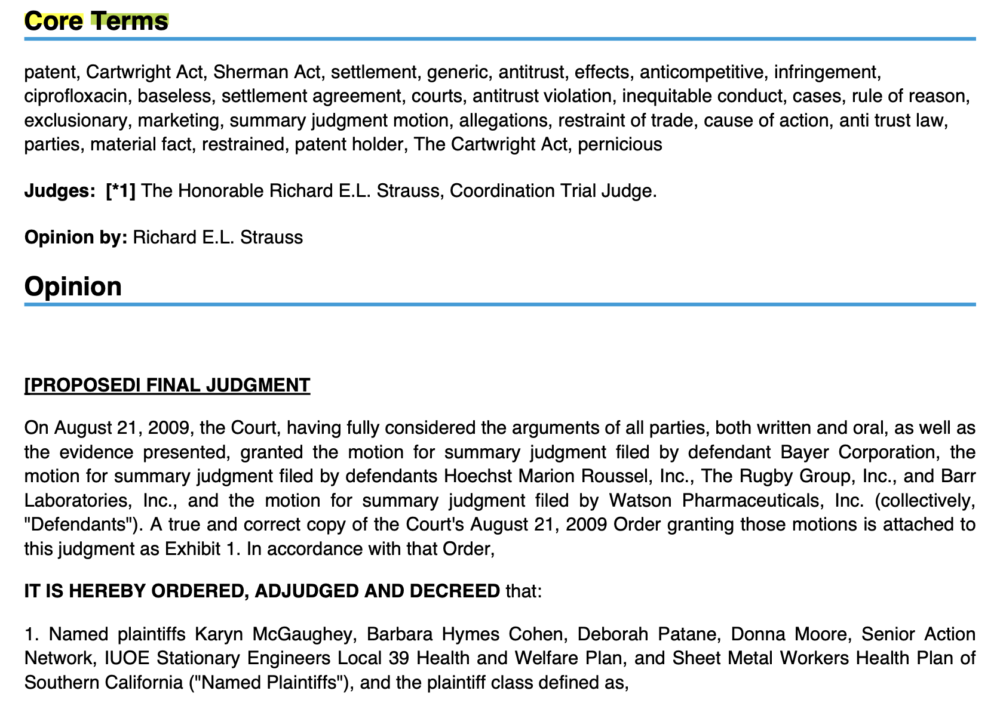 Core Terms
patent, Cartwright Act, Sherman Act, settlement, generic, antitrust, effects, anticompetitive, infringement,
ciprofloxacin, baseless, settlement agreement, courts, antitrust violation, inequitable conduct, cases, rule of reason,
exclusionary, marketing, summary judgment motion, allegations, restraint of trade, cause of action, anti trust law,
parties, material fact, restrained, patent holder, The Cartwright Act, pernicious
Judges: [*1] The Honorable Richard E.L. Strauss, Coordination Trial Judge.
Opinion by: Richard E.L. Strauss
Opinion
[PROPOSEDl FINAL JUDGMENT
On August 21, 2009, the Court, having fully considered the arguments of all parties, both written and oral, as well as
the evidence presented, granted the motion for summary judgment filed by defendant Bayer Corporation, the
motion for summary judgment filed by defendants Hoechst Marion Roussel, Inc., The Rugby Group, Inc., and Barr
Laboratories, Inc., and the motion for summary judgment filed by Watson Pharmaceuticals, Inc. (collectively,
"Defendants"). A true and correct copy of the Court's August 21, 2009 Order granting those motions is attached to
this judgment as Exhibit 1. In accordance with that Order,
IT IS HEREBY ORDERED, ADJUDGED AND DECREED that:
1. Named plaintiffs Karyn McGaughey, Barbara Hymes Cohen, Deborah Patane, Donna Moore, Senior Action
Network, IUOE Stationary Engineers Local 39 Health and Welfare Plan, and Sheet Metal Workers Health Plan of
Southern California ("Named Plaintiffs"), and the plaintiff class defined as,